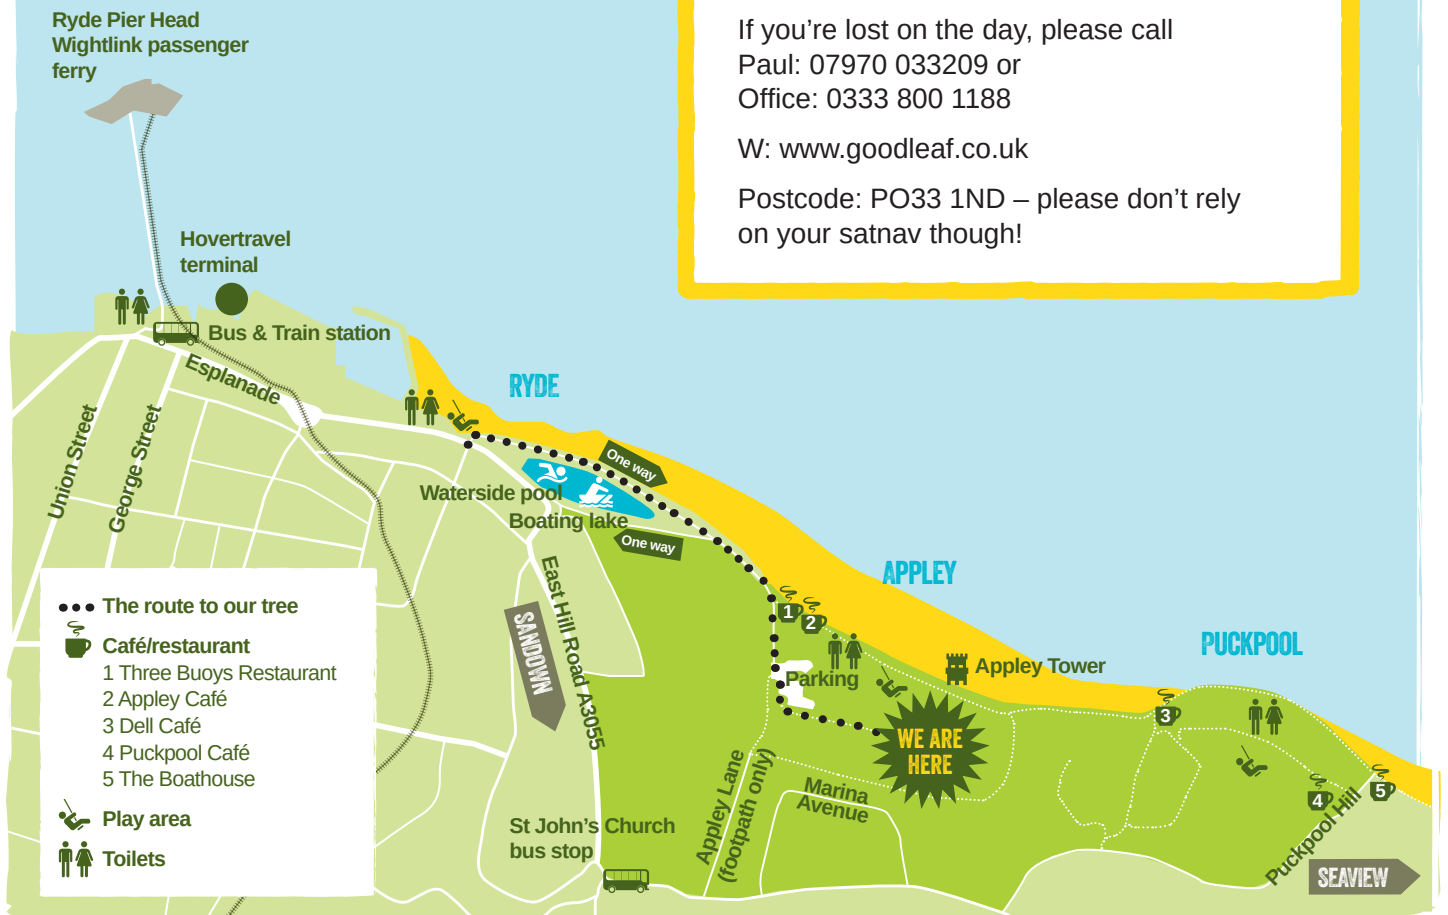 Ryde Pier Head
Wightlink passenger
ferry
If you’re lost on the day, please call
Paul: 07970 033209 or
Office: 0333 800 1188
W: www.goodleaf.co.uk
Postcode: PO33 1ND – please don’t rely
on your satnav though!
Hovertravel
terminal
Bus & Train station
Esplanade
Union Street
George Street
RYDE
One way
Waterside pool
Boating lake
One way
East Hill Road A3055
SANDOWN
APPLEY
1
2
PUCKPOOL
Appley Tower
Parking
WE ARE
HERE
3
4
5
Puckpool Hill
SEAVIEW
Marina
Avenue
Appley Lane
(footpath only)
St John’s Church
bus stop
The route to our tree
Café/restaurant
1 Three Buoys Restaurant
2 Appley Café
3 Dell Café
4 Puckpool Café
5 The Boathouse
Play area
Toilets